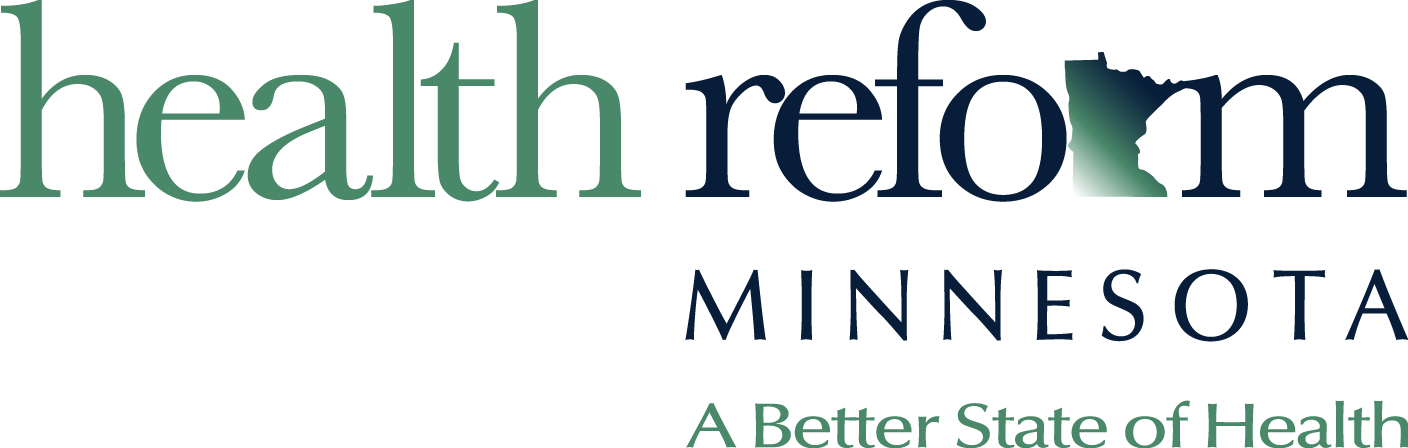 health reform
MINNESOTA
A Better State of Health